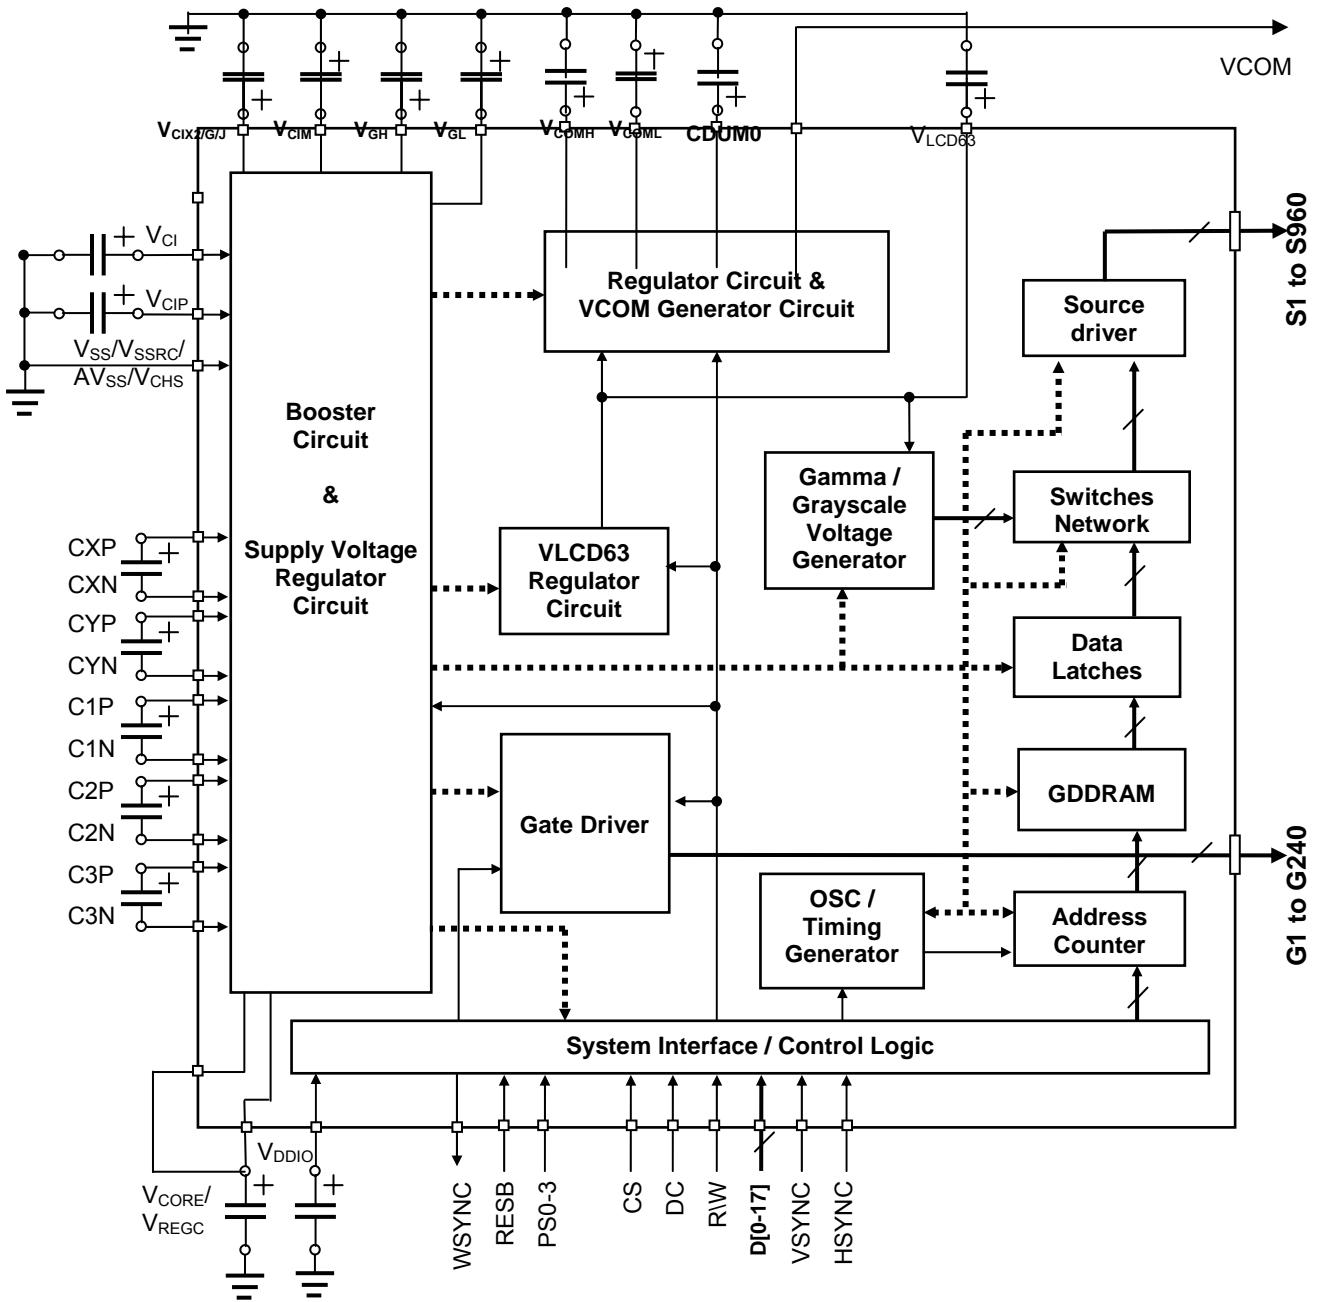 VCOM
VCIX2/G/J
VCIM
VGH
VGL
VCOMH
VCOML
CDUM0
VLCD63
S1 to S960
VCI
VCIP
VSS/VSSRC/
AVSS/VCHS
Regulator Circuit &
VCOM Generator Circuit
Source
driver
Booster
Circuit
&
Supply Voltage
Regulator
Circuit
Gamma /
Grayscale
Voltage
Generator
Switches
Network
CXP
CXN
CYP
CYN
C1P
C1N
C2P
C2N
C3P
C3N
VLCD63
Regulator
Circuit
Data
Latches
GDDRAM
Gate Driver
G1 to G240
OSC /
Timing
Generator
Address
Counter
System Interface / Control Logic
VDDIO
VCORE/
VREGC
WSYNC
RESB
PS0-3
CS
DC
R\W
D[0-17]
VSYNC
HSYNC